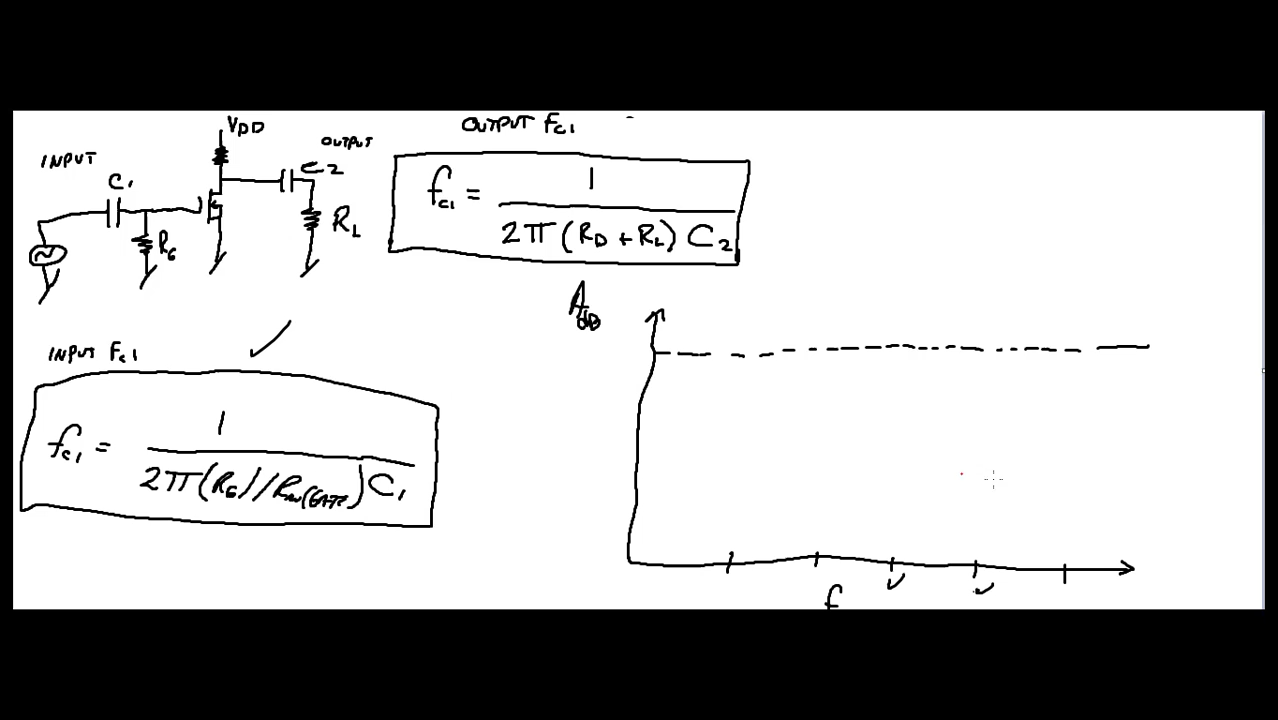 VDD
OUTPUT
INPUT
C1
C2
RG
RL
OUTPUT FC1
fc1 = 1 / 2π (RD + RL) C2
AdB
INPUT FC1
fc1 = 1 / 2π (RG) // RIN(GATE)) C1
f